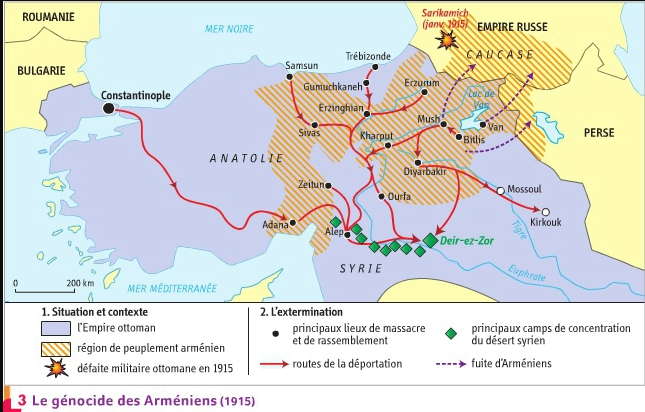 ROUMANIE
MER NOIRE
Sarikamich
(janv. 1915)
EMPIRE RUSSE
CAUCASE
BULGARIE
Constantinople
Samsun
Trébizonde
Gumuchkaneh
Erzurum
Erzinghian
Lac de
Van
Mush
Van
Sivas
Kharput
Bitlis
PERSE
ANATOLIE
Diyarbakir
Zeitun
Ourfa
Mossoul
Kirkouk
Adana
Alep
Deir-ez-Zor
Tigre
SYRIE
Euphrate
MER MÉDITERRANÉE
0 200 km
1. Situation et contexte
l'Empire ottoman
région de peuplement arménien
défaite militaire ottomane en 1915
2. L'extermination
principaux lieux de massacre
et de rassemblement
routes de la déportation
principaux camps de concentration
du désert syrien
fuite d'Arméniens
3 Le génocide des Arméniens (1915)